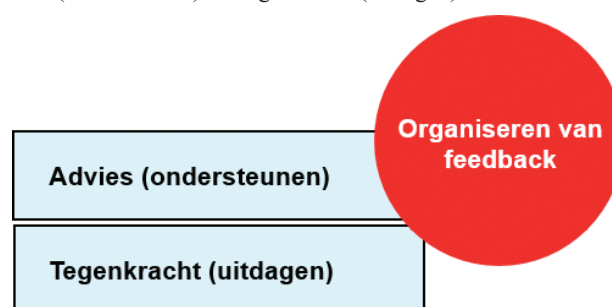 Organiseren van
feedback
Advies (ondersteunen)
Tegenkracht (uitdagen)